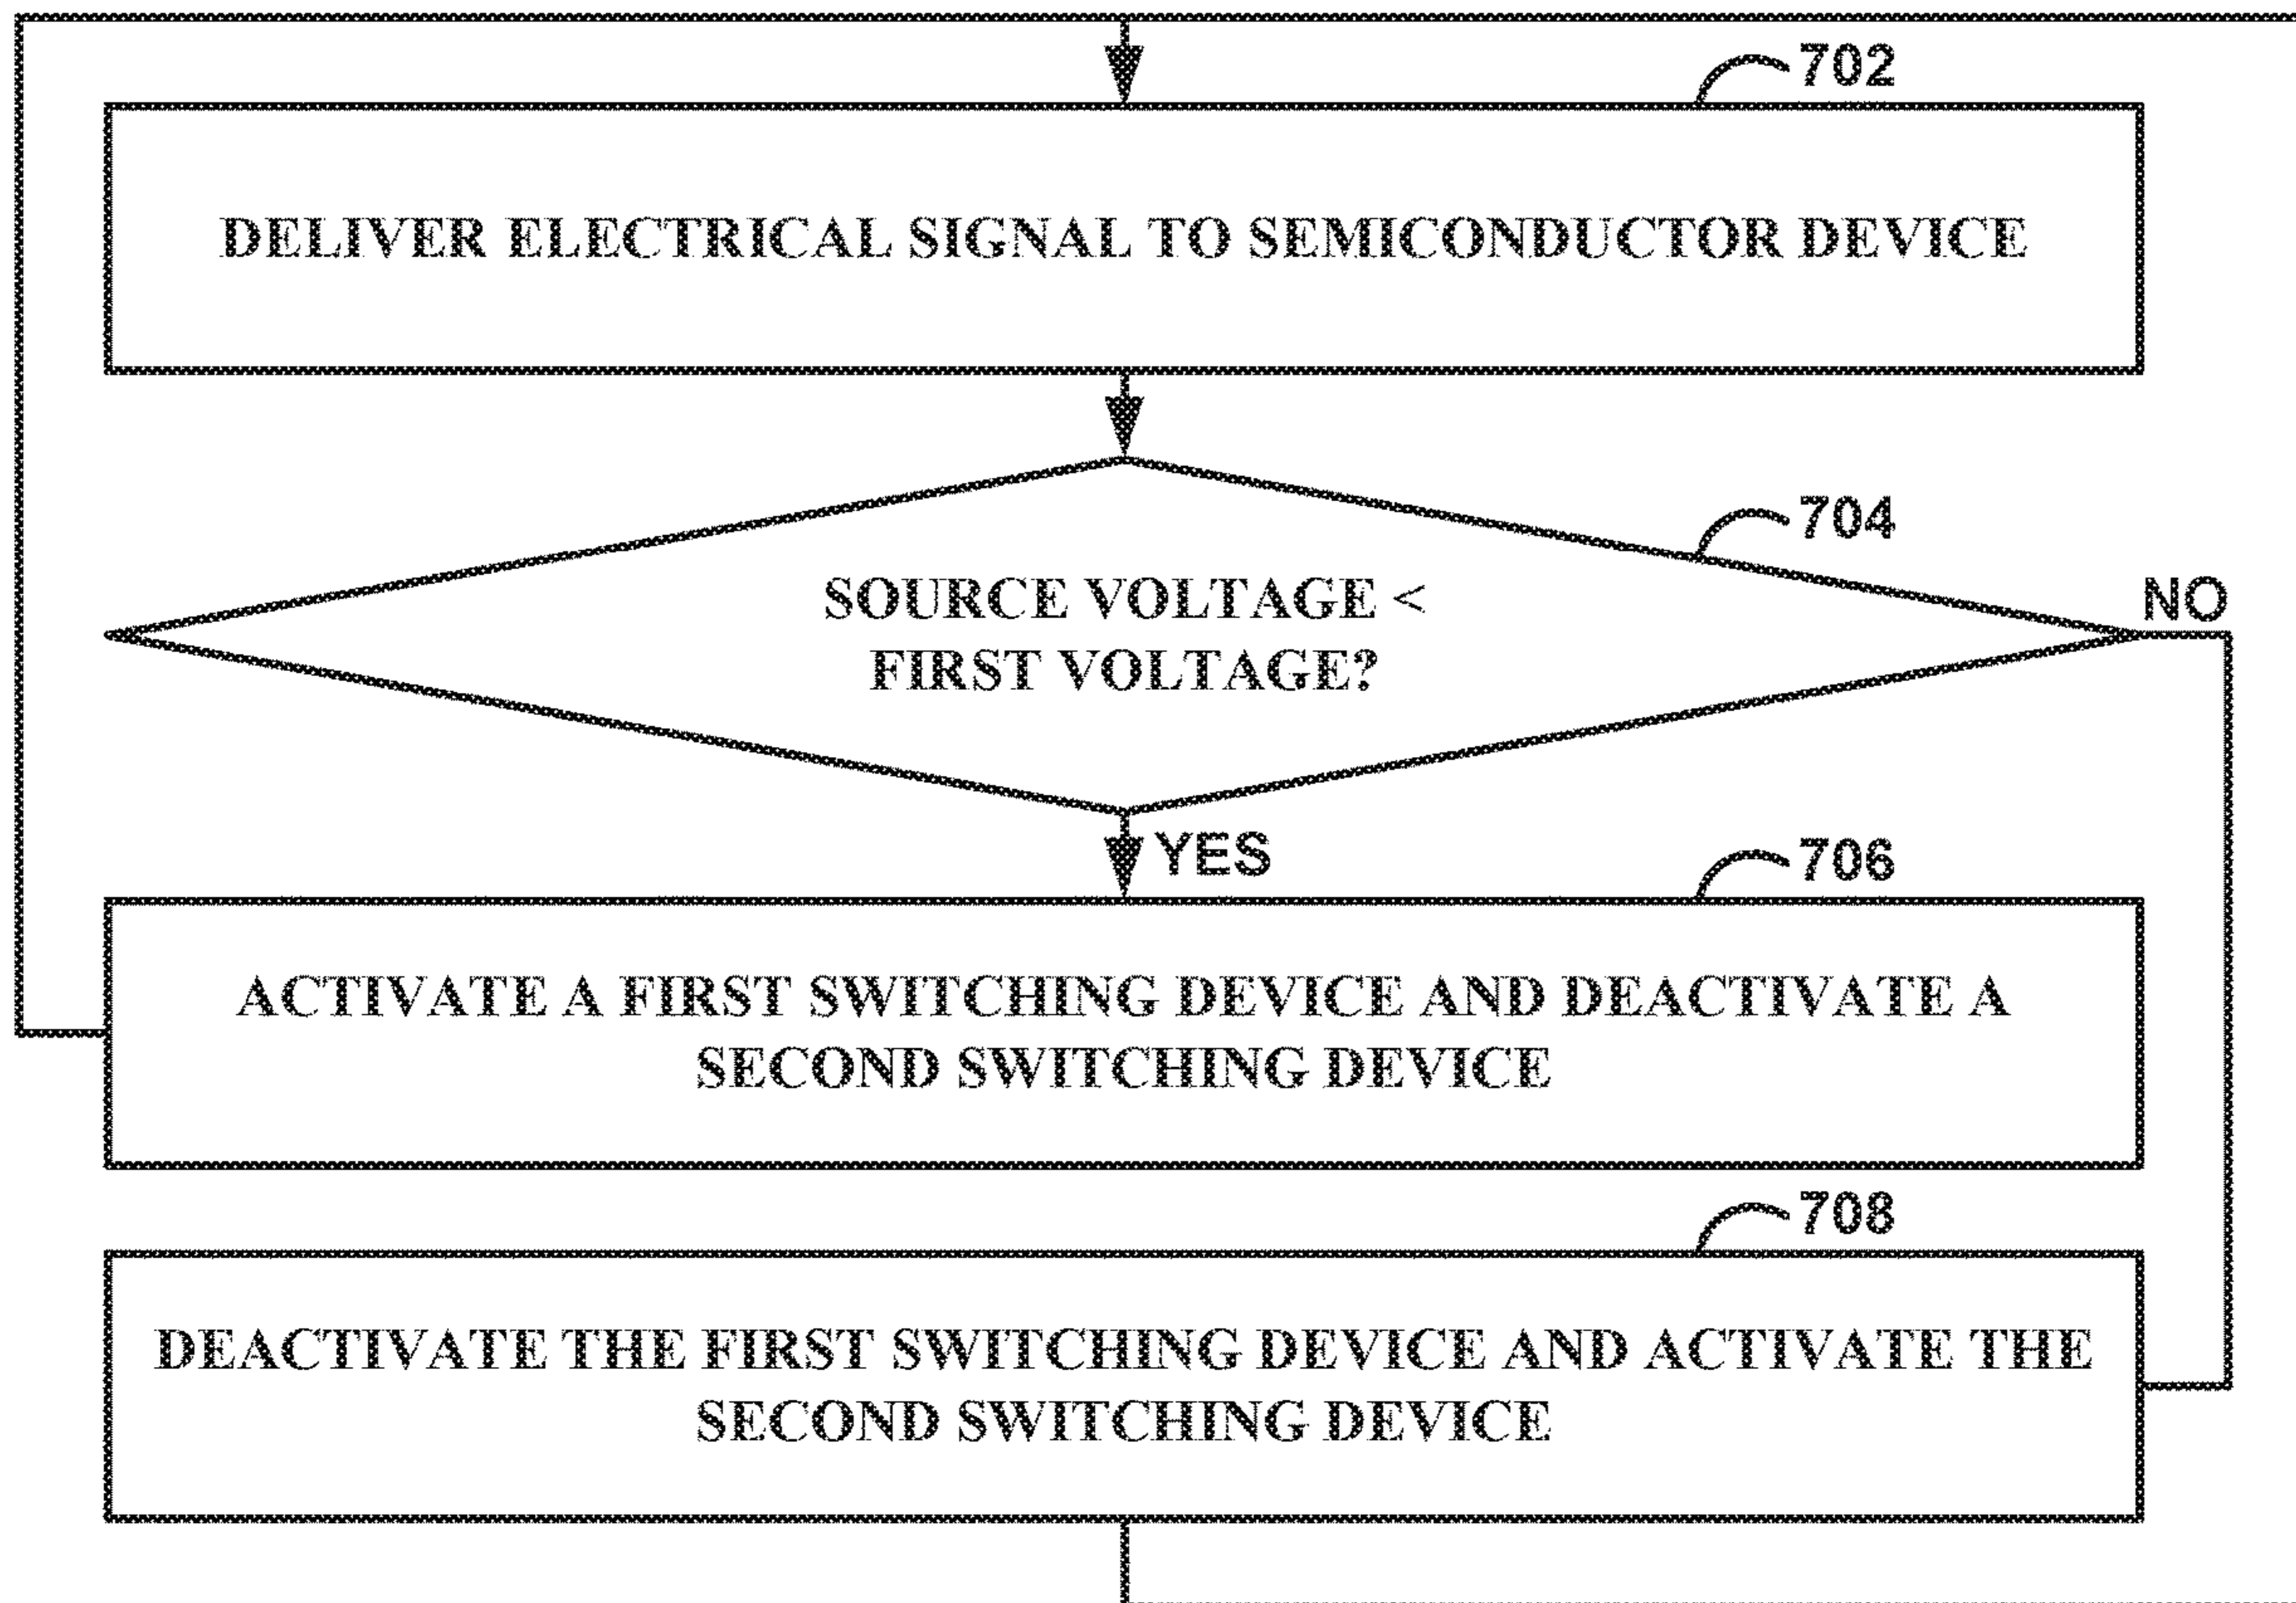 702
DELIVER ELECTRICAL SIGNAL TO SEMICONDUCTOR DEVICE
704
SOURCE VOLTAGE <
FIRST VOLTAGE?
NO
YES
706
ACTIVATE A FIRST SWITCHING DEVICE AND DEACTIVATE A
SECOND SWITCHING DEVICE
708
DEACTIVATE THE FIRST SWITCHING DEVICE AND ACTIVATE THE
SECOND SWITCHING DEVICE